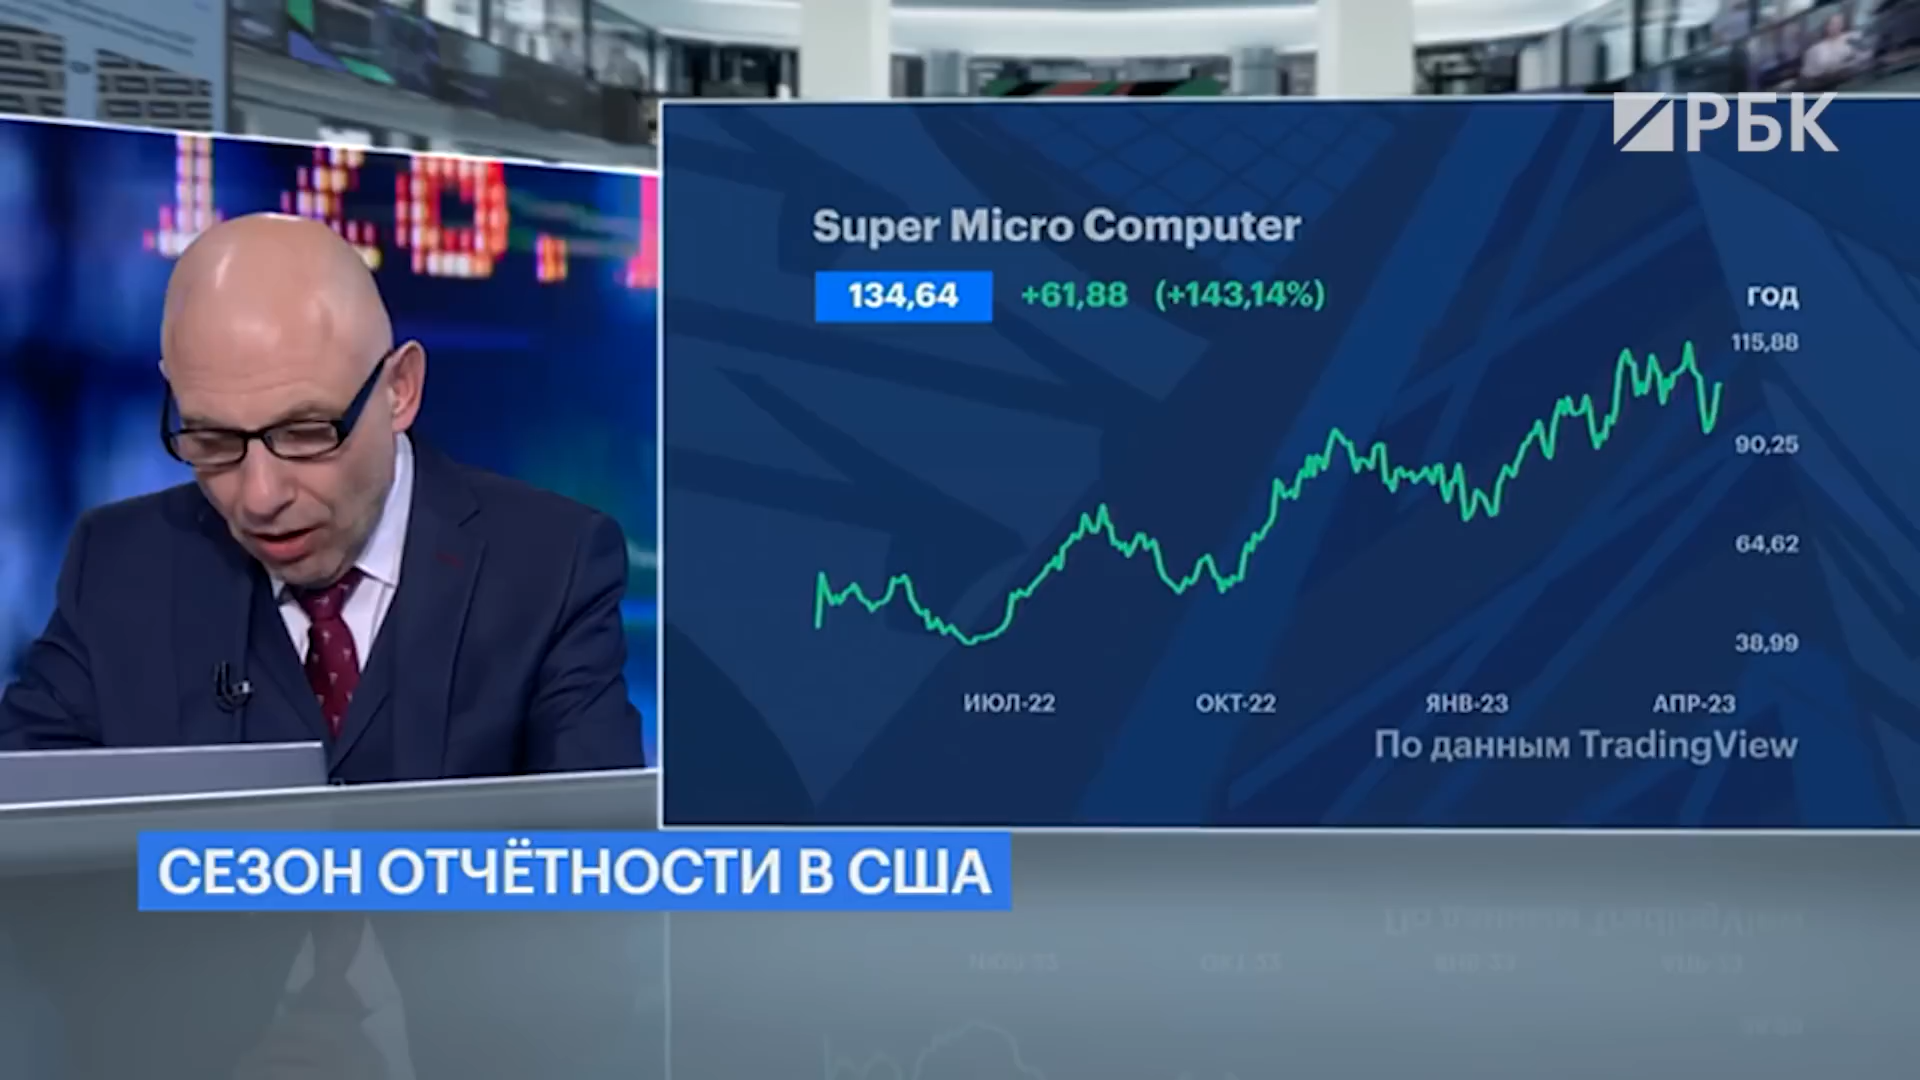 РБК
Super Micro Computer
134,64 +61,88 (+143,14%)
ГОД
115,88
90,25
64,62
38,99
ИЮЛ-22 ОКТ-22 ЯНВ-23 АПР-23
По данным TradingView
СЕЗОН ОТЧЁТНОСТИ В США